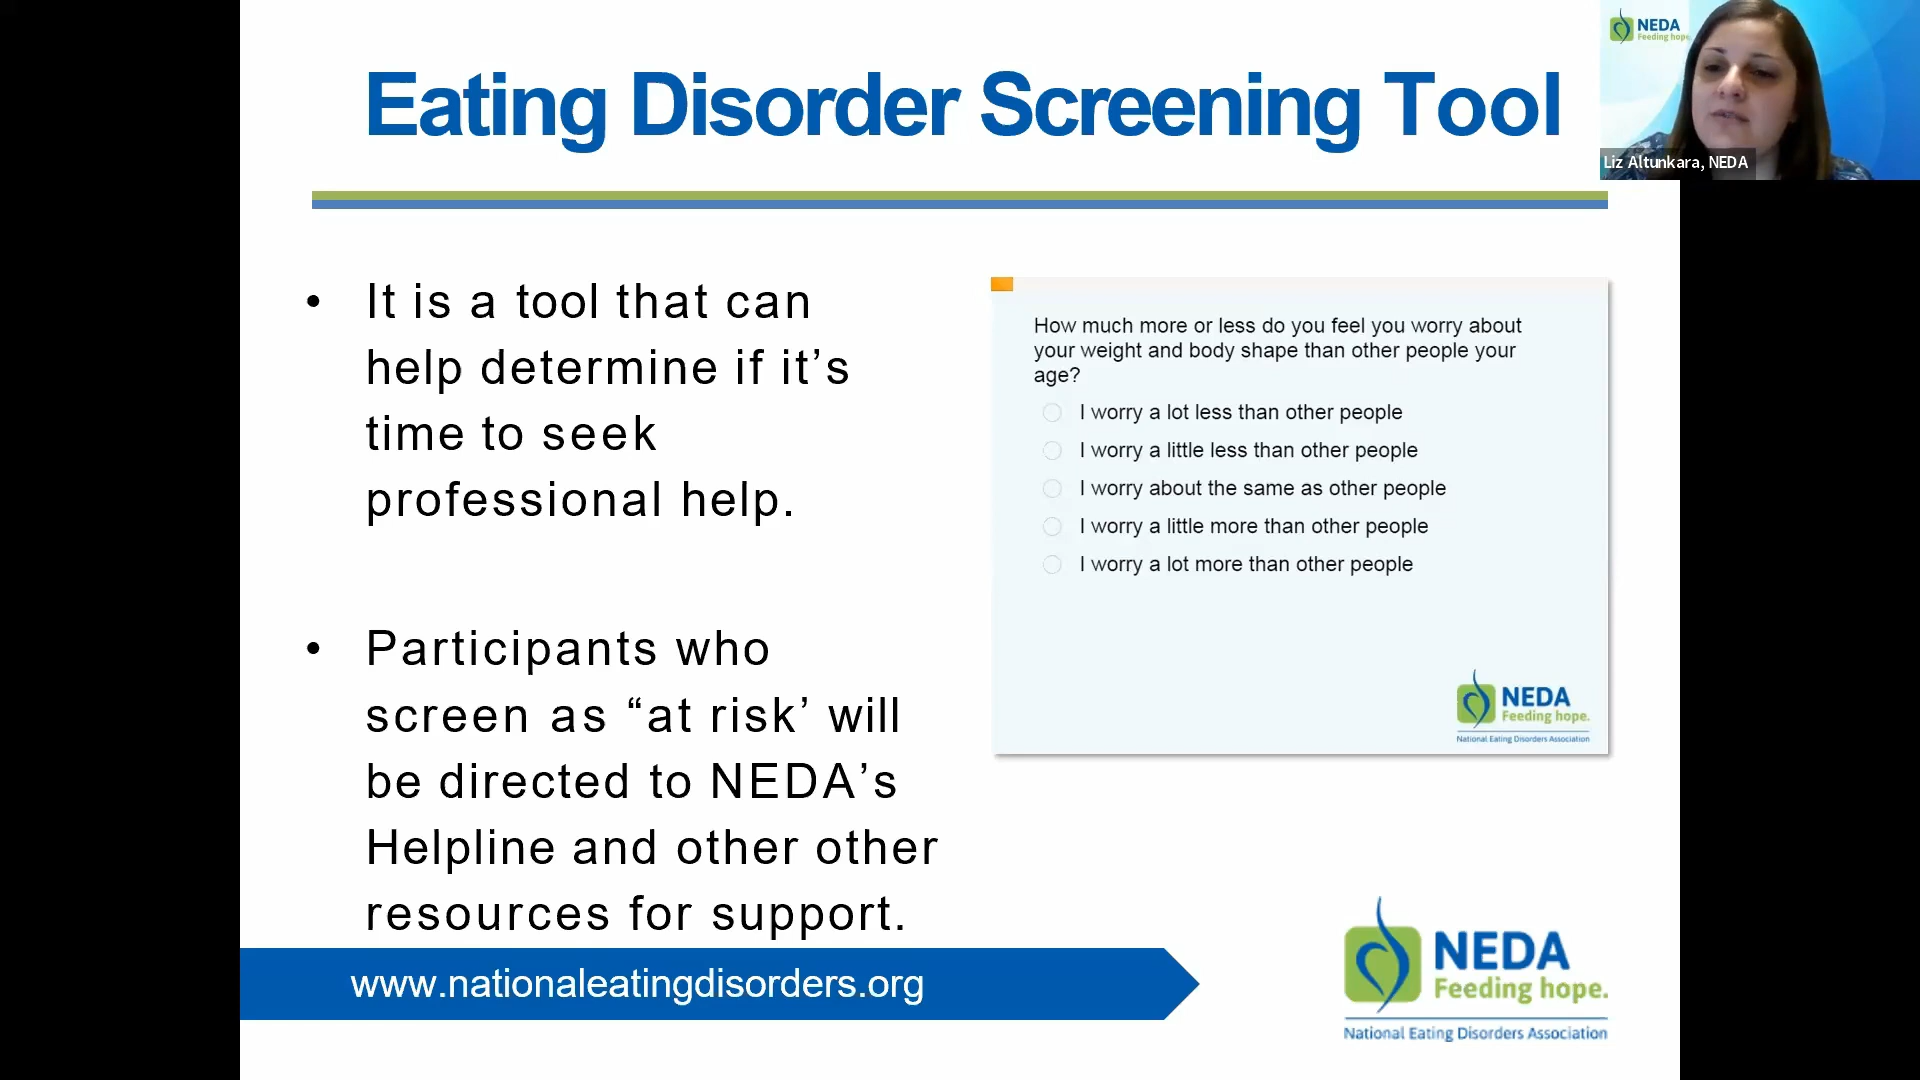 Eating Disorder Screening Tool
NEDA
Feeding hope.
Liz Altunkara, NEDA
• It is a tool that can
help determine if it’s
time to seek
professional help.
• Participants who
screen as “at risk’ will
be directed to NEDA’s
Helpline and other other
resources for support.
How much more or less do you feel you worry about
your weight and body shape than other people your
age?
I worry a lot less than other people
I worry a little less than other people
I worry about the same as other people
I worry a little more than other people
I worry a lot more than other people
NEDA
Feeding hope.
National Eating Disorders Association
www.nationaleatingdisorders.org
NEDA
Feeding hope.
National Eating Disorders Association